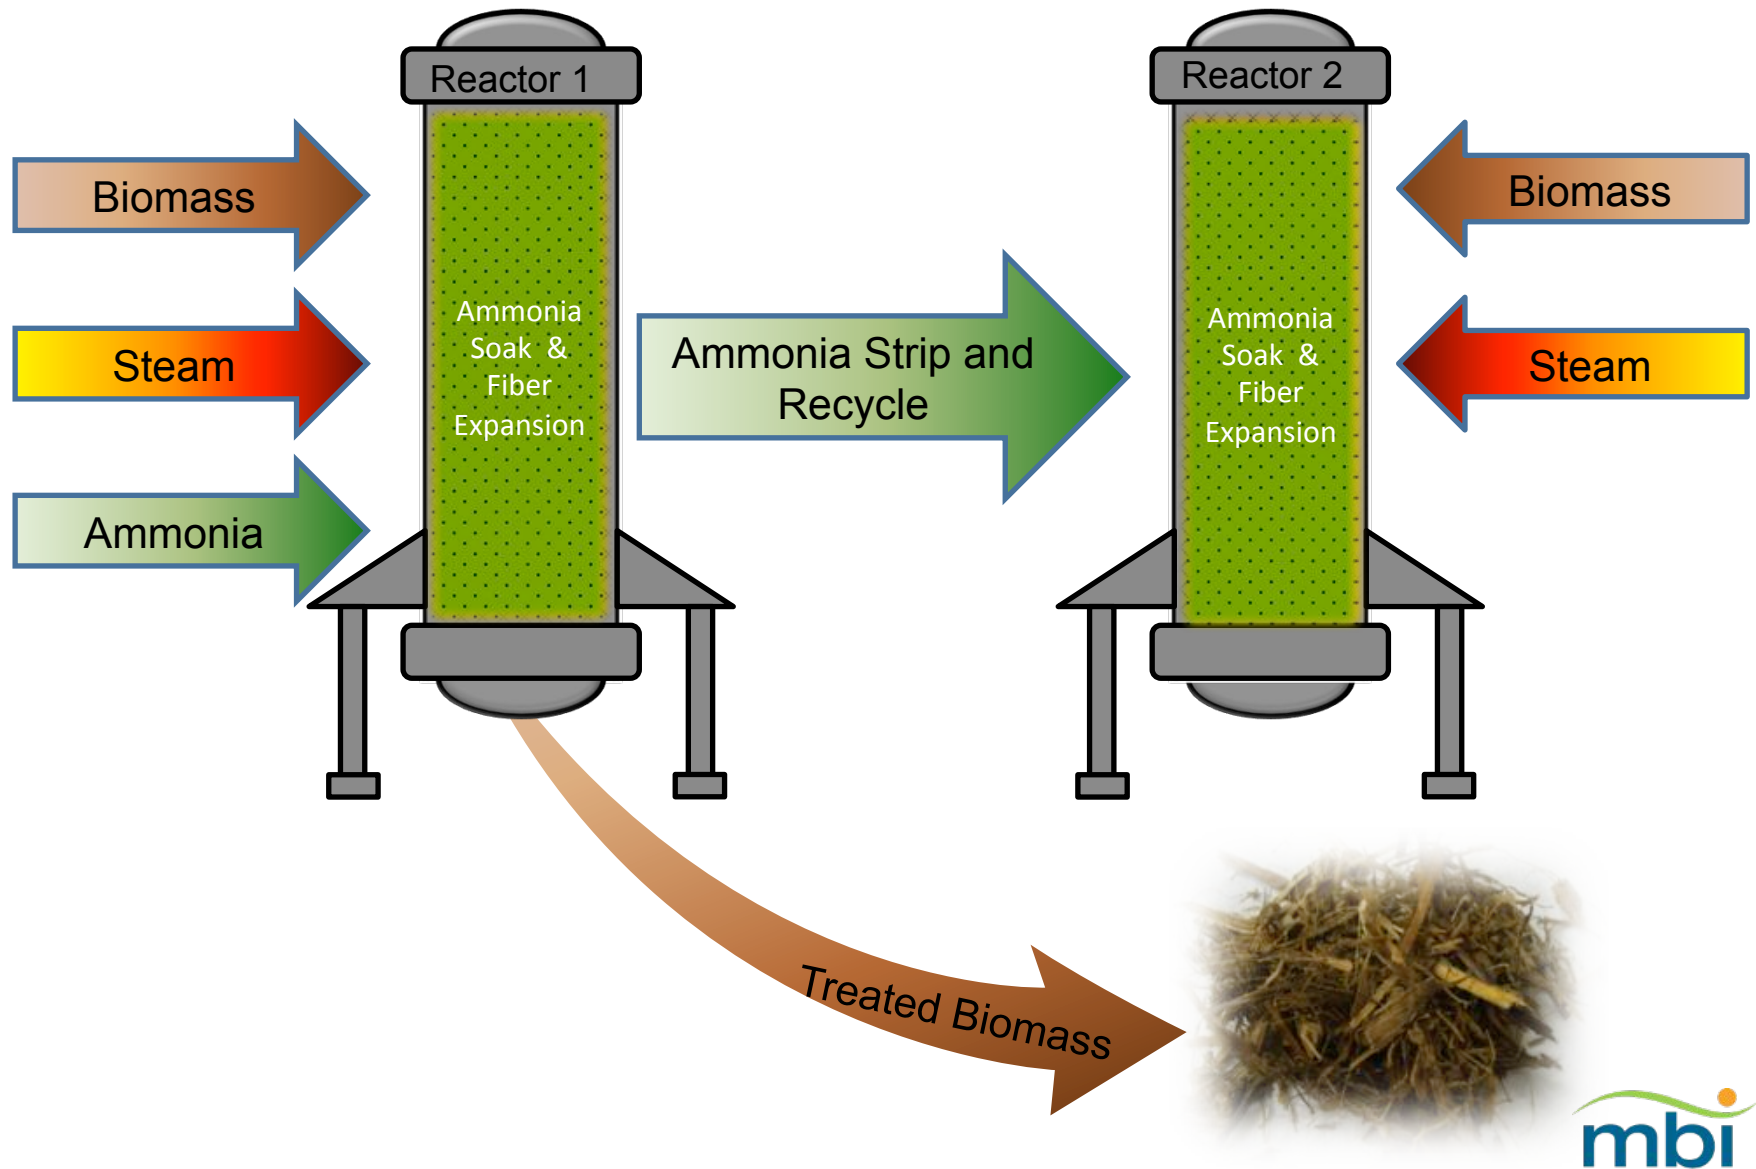 Reactor 1
Reactor 2
Biomass
Biomass
Ammonia
Soak & 
Fiber
Expansion
Ammonia
Soak & 
Fiber
Expansion
Steam
Ammonia Strip and
Recycle
Steam
Ammonia
Treated Biomass
mbi